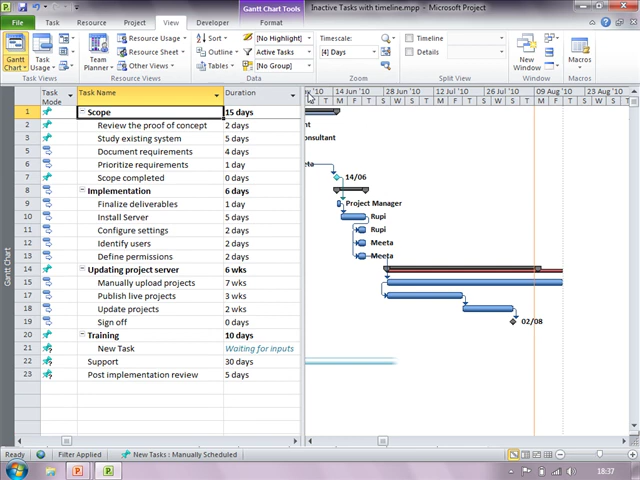 Gantt Chart Tools
Inactive Tasks with timeline.mpp - Microsoft Project
File Task Resource Project View Developer Format
Gantt Chart
Task Usage
Task Views
Team Planner
Resource Usage
Resource Sheet
Other Views
Resource Views
Sort
Outline
Tables
[No Highlight]
[Active Tasks]
[No Group]
Data
Timescale:
[4] Days
Zoom
Timeline
Details
Split View
New Window
Window
Macros
Macros
Task Mode Task Name Duration
'10 14 Jun '10 28 Jun '10 12 Jul '10 26 Jul '10 09 Aug '10 23 Aug '10
1 Scope 15 days
2 Review the proof of concept 2 days
3 Study existing system 5 days
5 Document requirements 4 days
6 Prioritize requirements 1 day
7 Scope completed 0 days
8 Implementation 6 days
9 Finalize deliverables 1 day
10 Install Server 5 days
11 Configure settings 2 days
12 Identify users 2 days
13 Define permissions 2 days
14 Updating project server 6 wks
15 Manually upload projects 7 wks
17 Publish live projects 3 wks
18 Update projects 2 wks
19 Sign off 0 days
20 Training 10 days
21 New Task Waiting for inputs
22 Support 30 days
23 Post implementation review 5 days
14/06
Project Manager
Rupi
Rupi
Meeta
Meeta
02/08
Gantt Chart
Ready Filter Applied New Tasks : Manually Scheduled
18:37